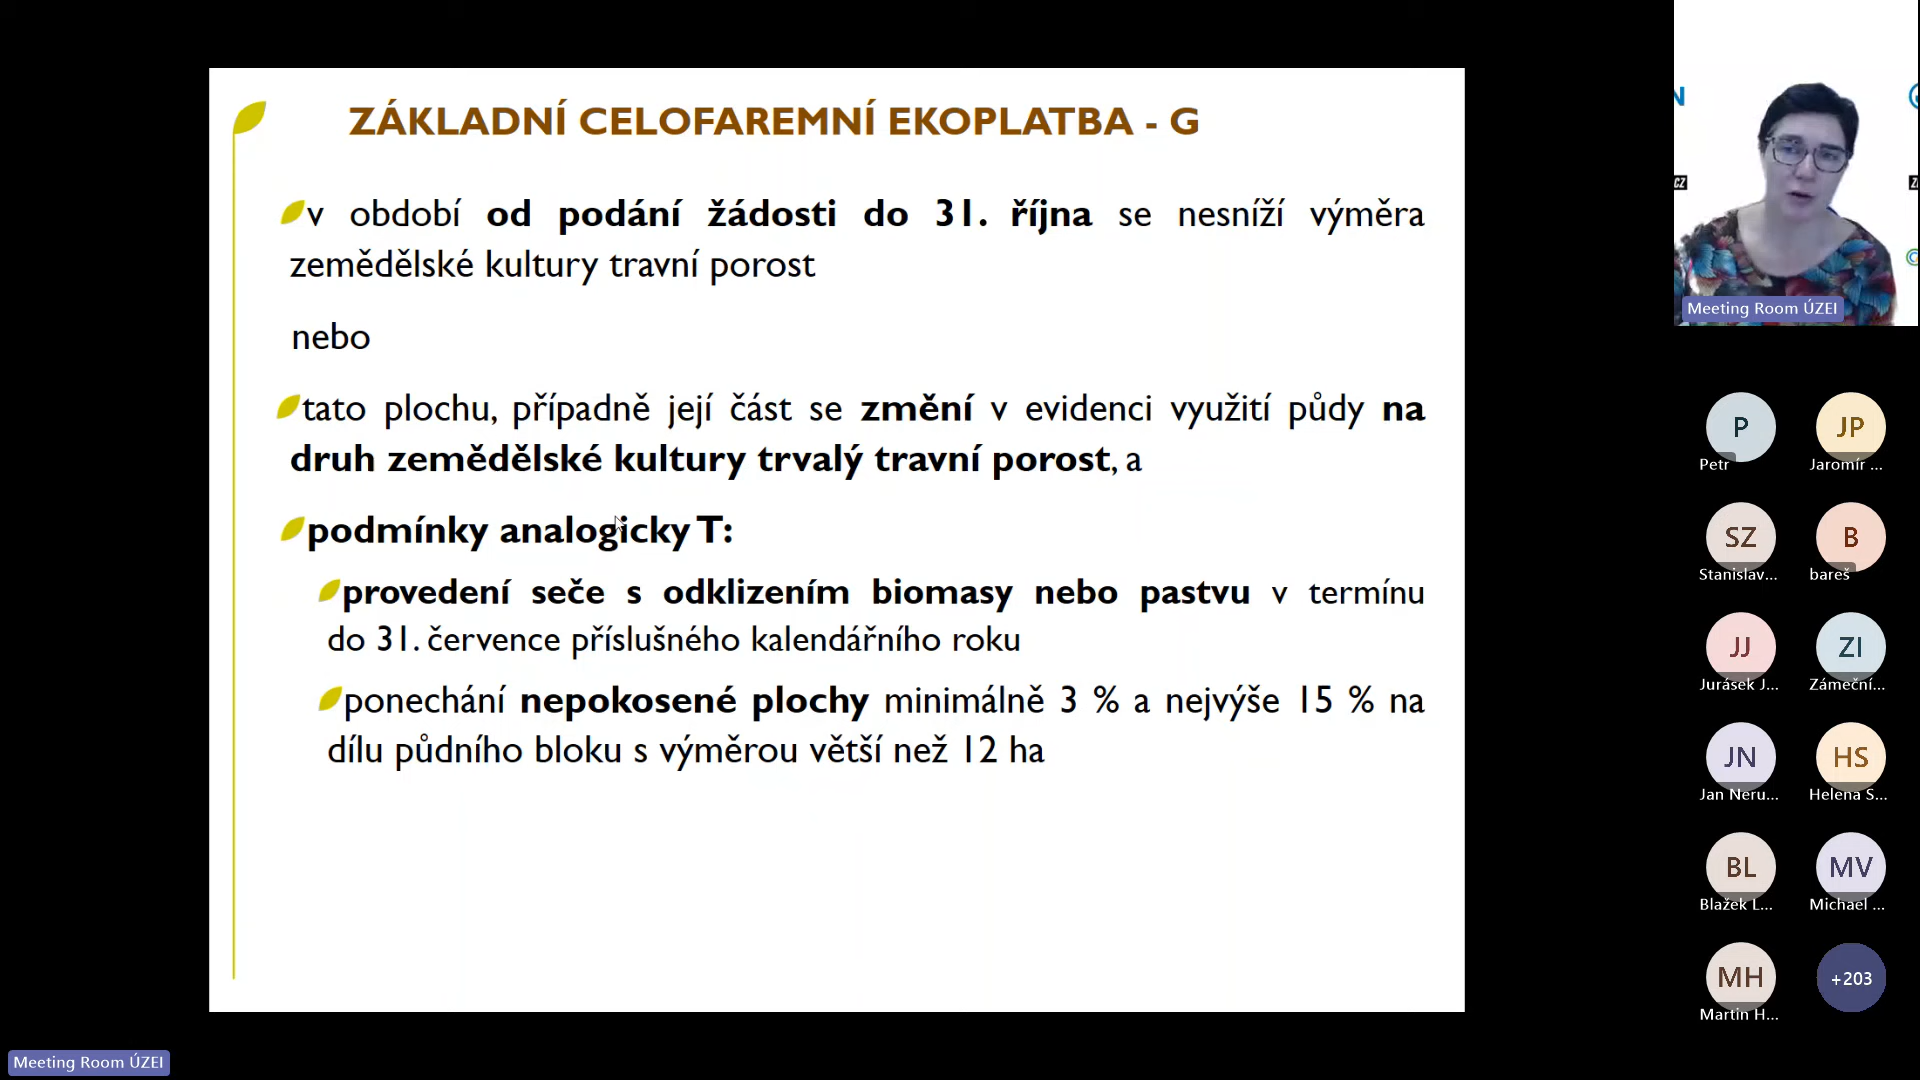 ZÁKLADNÍ CELOFAREMNÍ EKOPLATBA - G
v období od podání žádosti do 31. října se nesníží výměra
zemědělské kultury travní porost
nebo
tato plochu, případně její část se změní v evidenci využití půdy na
druh zemědělské kultury trvalý travní porost, a
podmínky analogicky T:
provedení seče s odklizením biomasy nebo pastvu v termínu
do 31. července příslušného kalendářního roku
ponechání nepokosené plochy minimálně 3 % a nejvýše 15 % na
dílu půdního bloku s výměrou větší než 12 ha
Meeting Room ÚZEI
P
Petr
JP
Jaromír ...
SZ
Stanislav...
B
bareš
JJ
Jurásek J...
ZI
Zámeční...
JN
Jan Neru...
HS
Helena S...
BL
Blažek L...
MV
Michael ...
MH
Martin H...
+203
Meeting Room ÚZEI